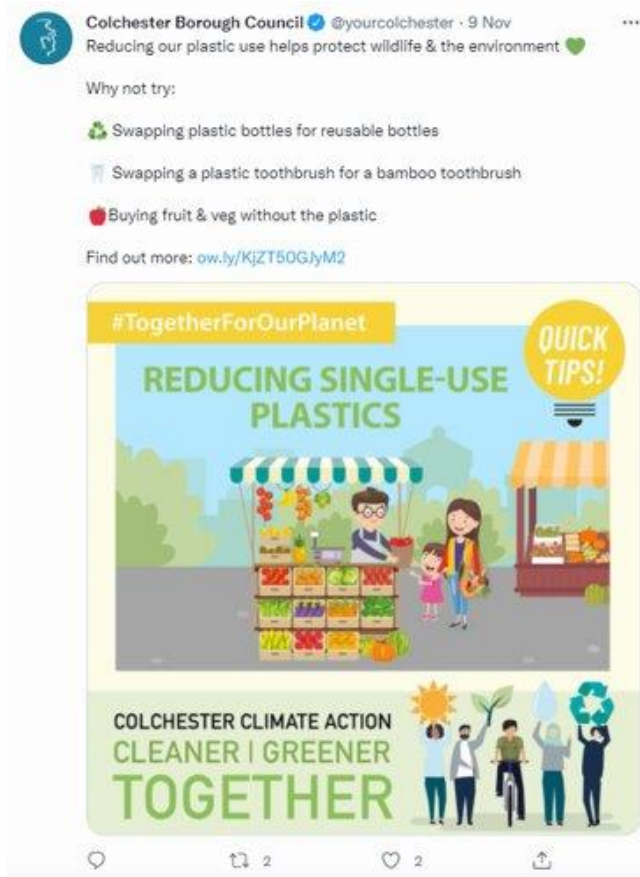 Colchester Borough Council @yourcolchester · 9 Nov
Reducing our plastic use helps protect wildlife & the environment 💚
Why not try:
♻️ Swapping plastic bottles for reusable bottles
🦷 Swapping a plastic toothbrush for a bamboo toothbrush
🍎Buying fruit & veg without the plastic
Find out more: ow.ly/KjZT50GJyM2
#TogetherForOurPlanet
QUICK
TIPS!
REDUCING SINGLE-USE
PLASTICS
COLCHESTER CLIMATE ACTION
CLEANER | GREENER
TOGETHER
2 2